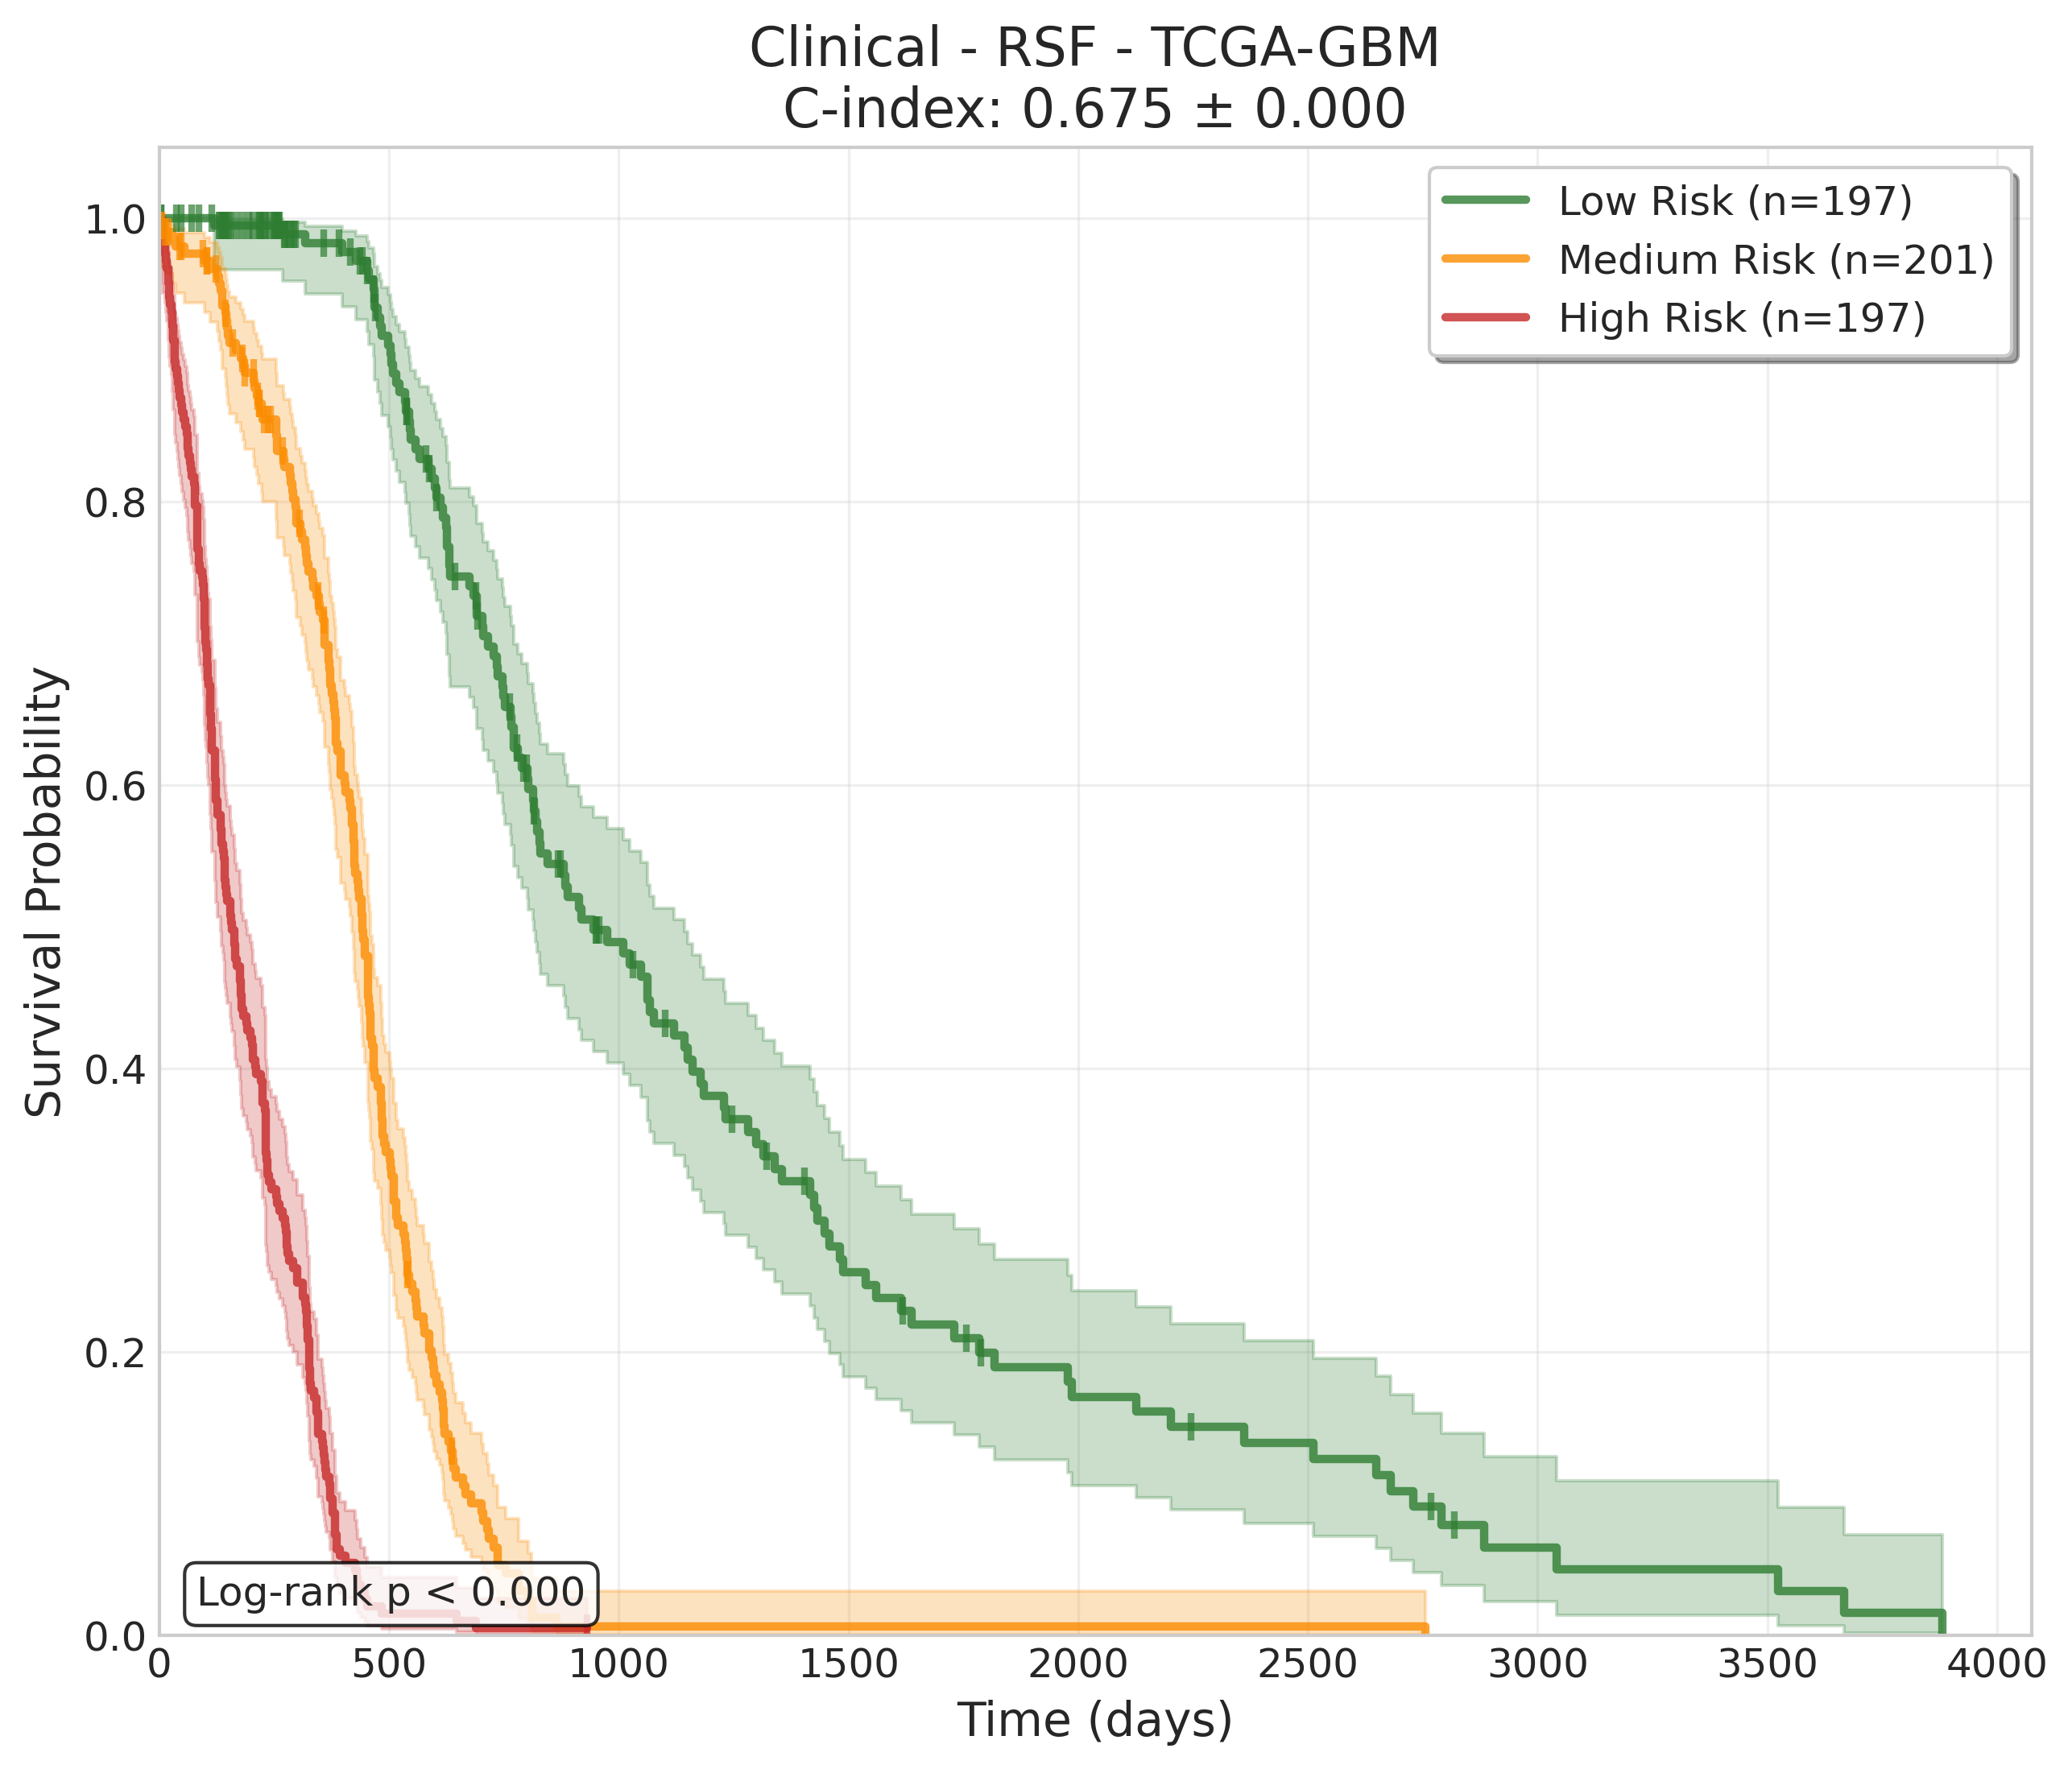 Clinical - RSF - TCGA-GBM
C-index: 0.675 ± 0.000
Low Risk (n=197)
Medium Risk (n=201)
High Risk (n=197)
Survival Probability
1.0
0.8
0.6
0.4
0.2
0.0
Log-rank p < 0.000
0 500 1000 1500 2000 2500 3000 3500 4000
Time (days)